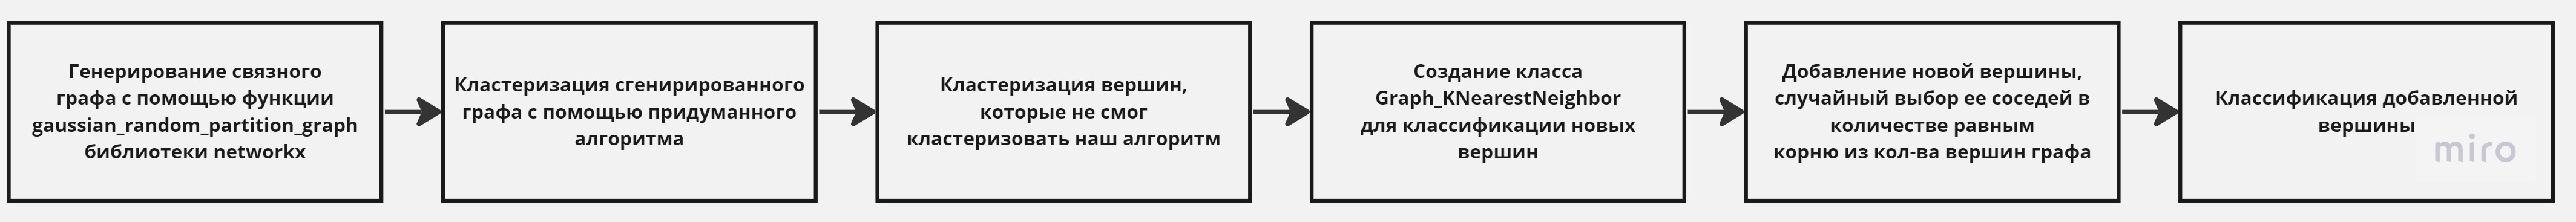 Генерирование связного
графа с помощью функции
gaussian_random_partition_graph
библиотеки networkx
Кластеризация сгенирированного
графа с помощью придуманного
алгоритма
Кластеризация вершин,
которые не смог
кластеризовать наш алгоритм
Создание класса
Graph_KNearestNeighbor
для классификации новых
вершин
Добавление новой вершины,
случайный выбор ее соседей в
количестве равным
корню из кол-ва вершин графа
Классификация добавленной
вершины
miro